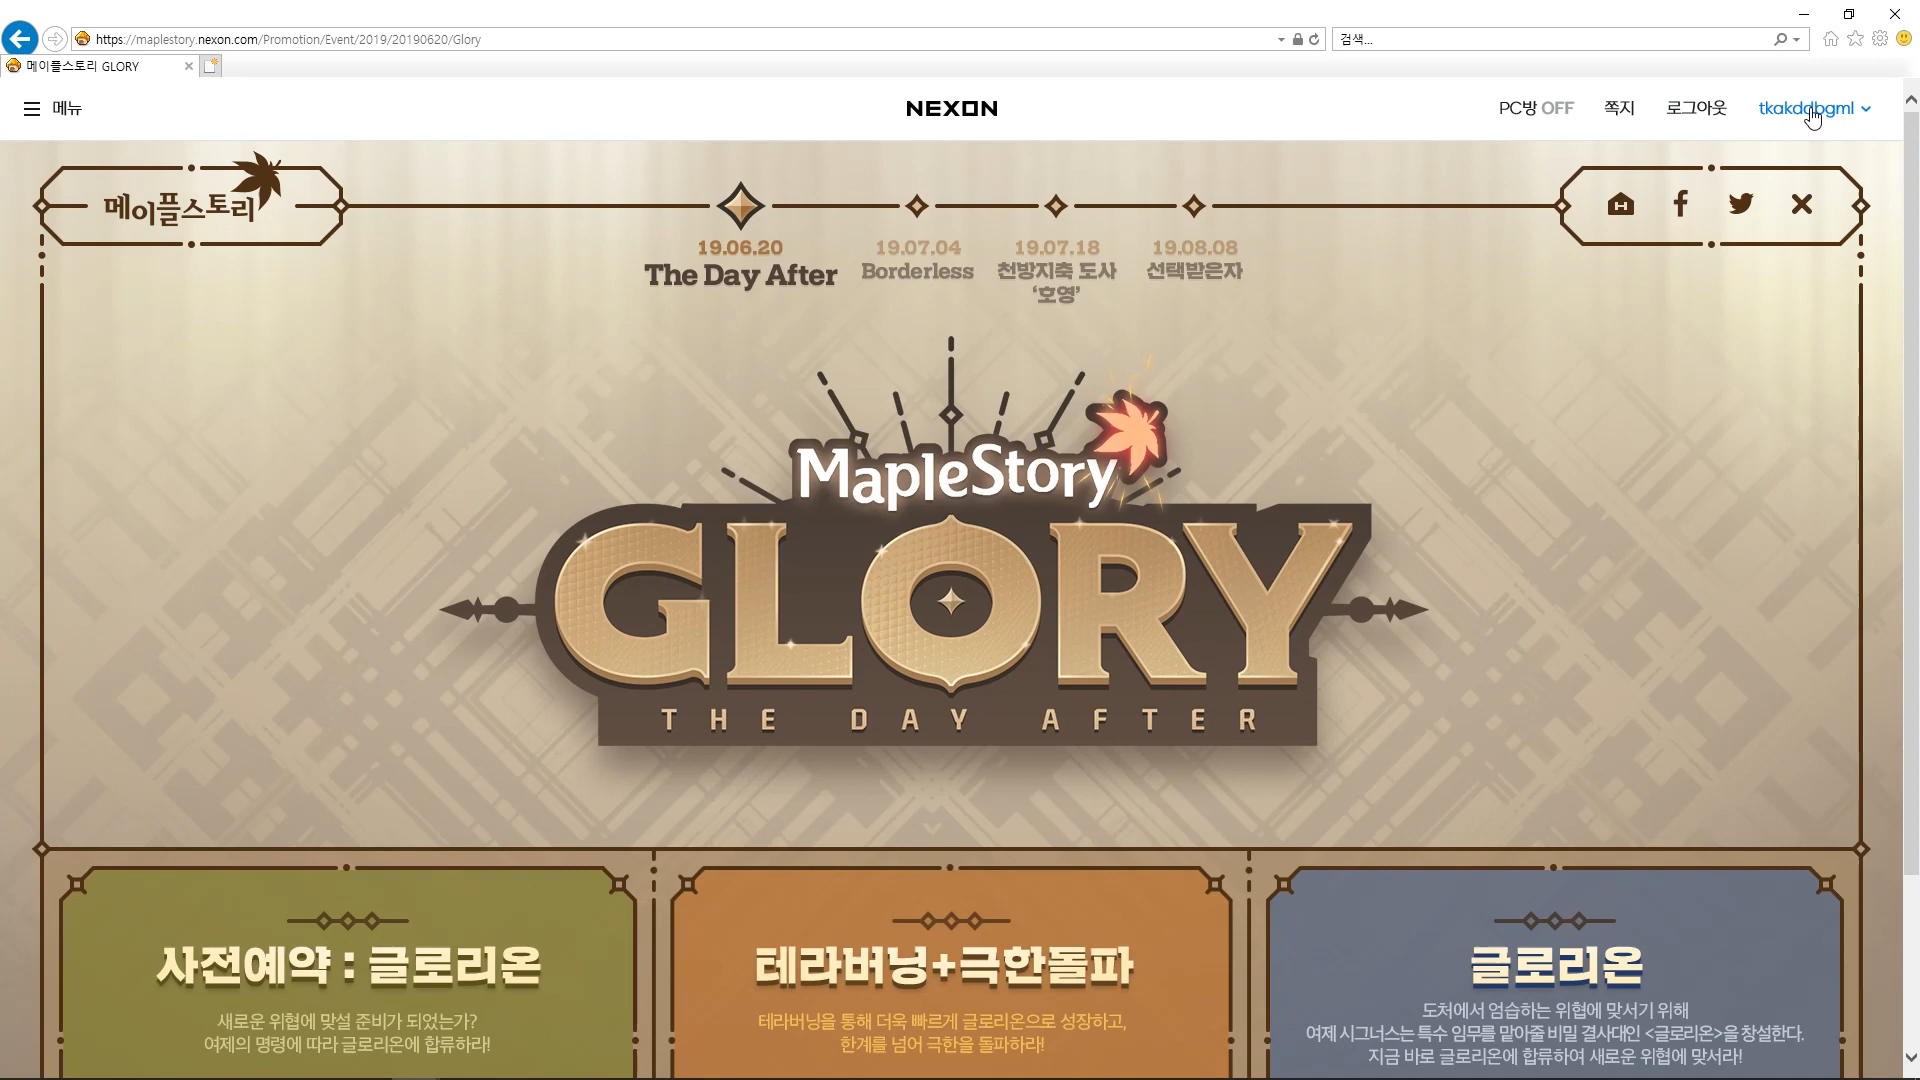 https://maplestory.nexon.com/Promotion/Event/2019/20190620/Glory
검색...
메이플스토리 GLORY
메뉴
NEXON
PC방 OFF
쪽지
로그아웃
메이플스토리
19.06.20
The Day After
19.07.04
Borderless
19.07.18
천방지축 도사
‘호영’
19.08.08
선택받은자
MapleStory
GLORY
THE DAY AFTER
사전예약 : 글로리온
새로운 위협에 맞설 준비가 되었는가?
여제의 명령에 따라 글로리온에 합류하라!
테라버닝+극한돌파
테라버닝을 통해 더욱 빠르게 글로리온으로 성장하고,
한계를 넘어 극한을 돌파하라!
글로리온
도처에서 엄습하는 위협에 맞서기 위해
여제 시그너스는 특수 임무를 맡아줄 비밀 결사대인 <글로리온>을 창설한다.
지금 바로 글로리온에 합류하여 새로운 위협에 맞서라!